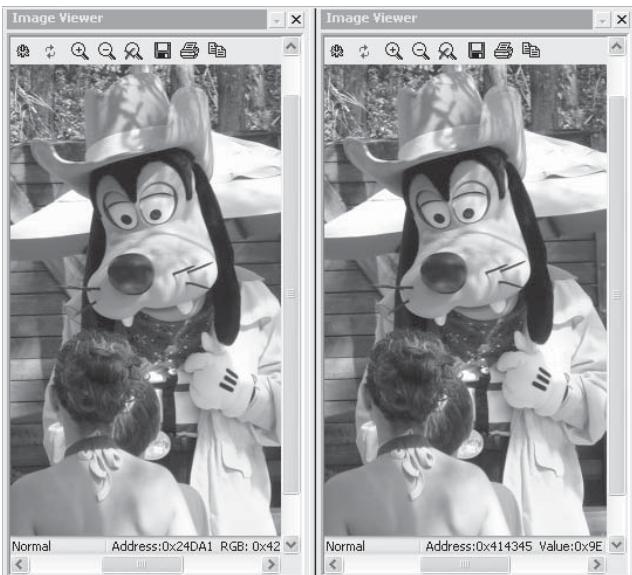 Image Viewer
Normal Address:0x24DA1 RGB: 0x42
Image Viewer
Normal Address:0x414345 Value:0x9E